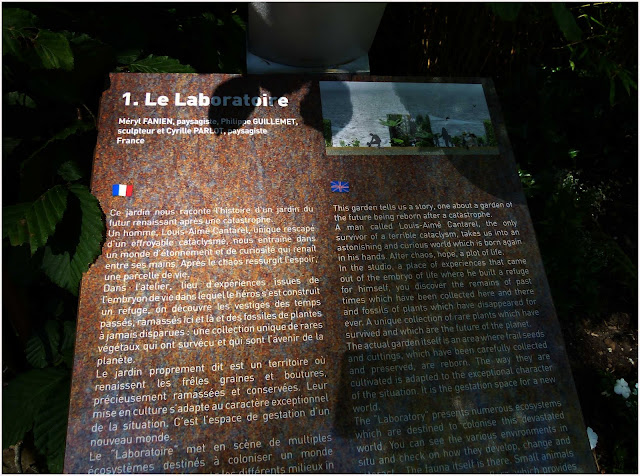 1. Le Laboratoire
Méryl FANIEN, paysagiste, Philippe GUILLEMET,
sculpteur et Cyrille PARLOT, paysagiste
France
Ce jardin nous raconte l'histoire d'un jardin du
futur renaissant après une catastrophe.
Un homme, Louis-Aimé Cantarel, unique rescapé
d'un effroyable cataclysme, nous entraîne dans
un monde d'étonnement et de curiosité qui renaît
entre ses mains. Après le chaos ressurgit l'espoir,
une parcelle de vie.
Dans l'atelier, lieu d'expériences issues de
l'embryon de vie dans lequel le héros s'est construit
un refuge, on découvre les vestiges des temps
passés, ramassés ici et là et des fossiles de plantes
à jamais disparues : une collection unique de rares
végétaux qui ont survécu et qui sont l'avenir de la
planète.
Le jardin proprement dit est un territoire où
renaissent les frêles graines et boutures,
précieusement ramassées et conservées. Leur
mise en culture s'adapte au caractère exceptionnel
de la situation. C'est l'espace de gestation d'un
nouveau monde.
Le "Laboratoire" met en scène de multiples
écosystèmes destinés à coloniser un monde
les différents milieux in
This garden tells us a story, one about a garden of
the future being reborn after a catastrophe.
A man called Louis-Aimé Cantarel, the only
survivor of a terrible cataclysm, takes us into an
astonishing and curious world which is born again
in his hands. After chaos, hope, a plot of life.
In the studio, a place of experiences that came
out of the embryo of life where he built a refuge
for himself, you discover the remains of past
times which have been collected here and there
and fossils of plants which have disappeared for
ever. A unique collection of rare plants which have
survived and which are the future of the planet.
The actual garden itself is an area where frail seeds
and cuttings, which have been carefully collected
and preserved, are reborn. The way they are
cultivated is adapted to the exceptional character
of the situation. It is the gestation space for a new
world.
The "Laboratory" presents numerous ecosystems
which are destined to colonise this devastated
world. You can see the various environments in
situ and check on how they develop, change and
The fauna itself is there. Small animals
which provide